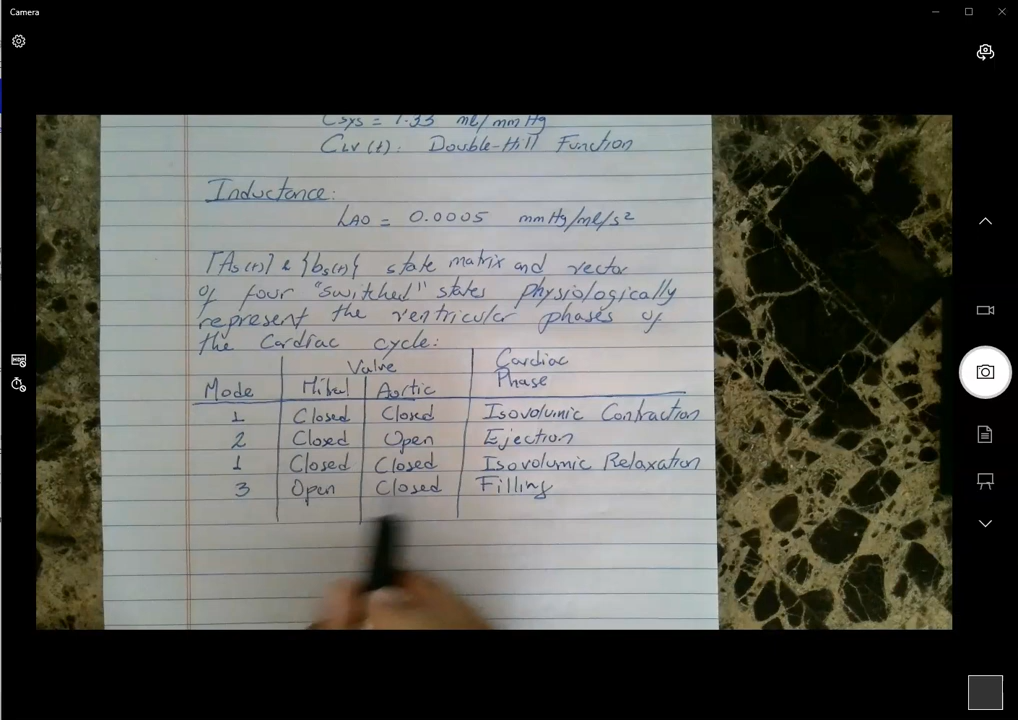 Camera
Csys = 1.33 ml/mmHg
CLV(t): Double-Hill Function
Inductance:
LAO = 0.0005 mmHg/ml/s²
[As(t)] & {bs(t)} state matrix and vector
of four "switched" states physiologically
represent the ventricular phases of
the Cardiac cycle:
Valve Cardiac
Mode Mitral Aortic Phase
1 Closed Closed Isovolumic Contraction
2 Closed Open Ejection
1 Closed Closed Isovolumic Relaxation
3 Open Closed Filling